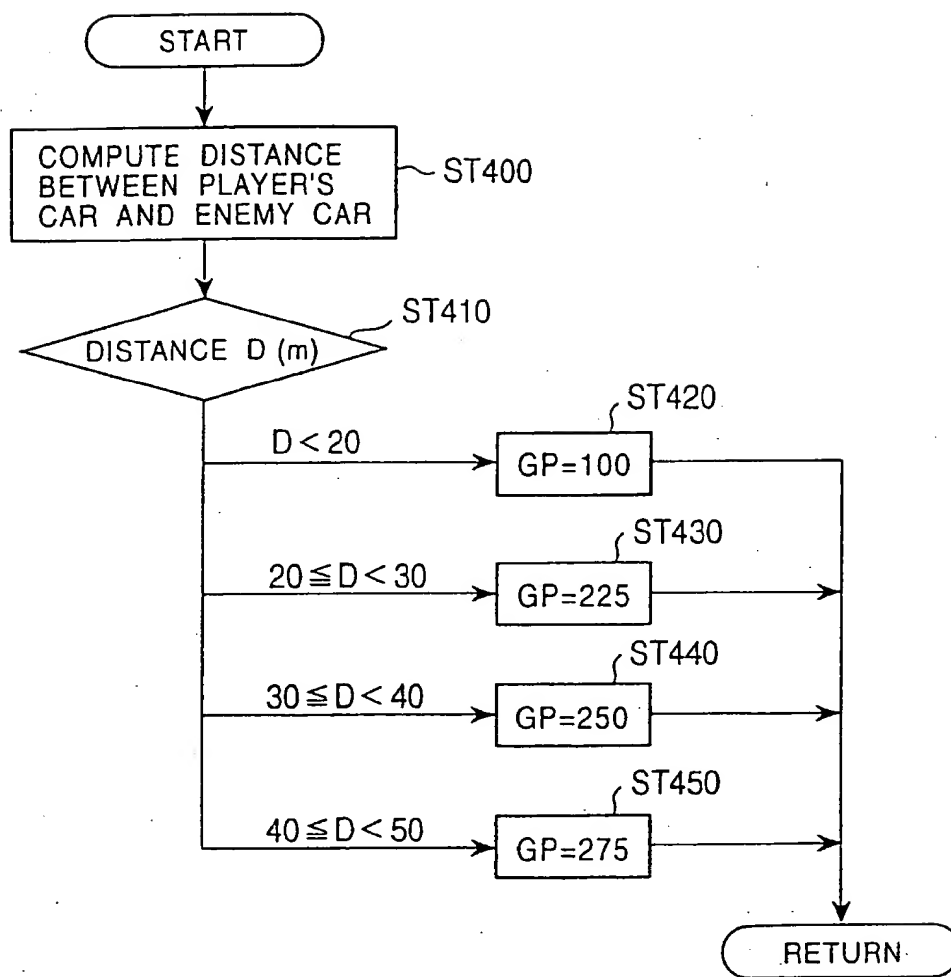 START
COMPUTE DISTANCE
BETWEEN PLAYER'S
CAR AND ENEMY CAR
ST400
ST410
DISTANCE D (m)
ST420
D < 20
GP=100
ST430
20 ≦ D < 30
GP=225
ST440
30 ≦ D < 40
GP=250
ST450
40 ≦ D < 50
GP=275
RETURN